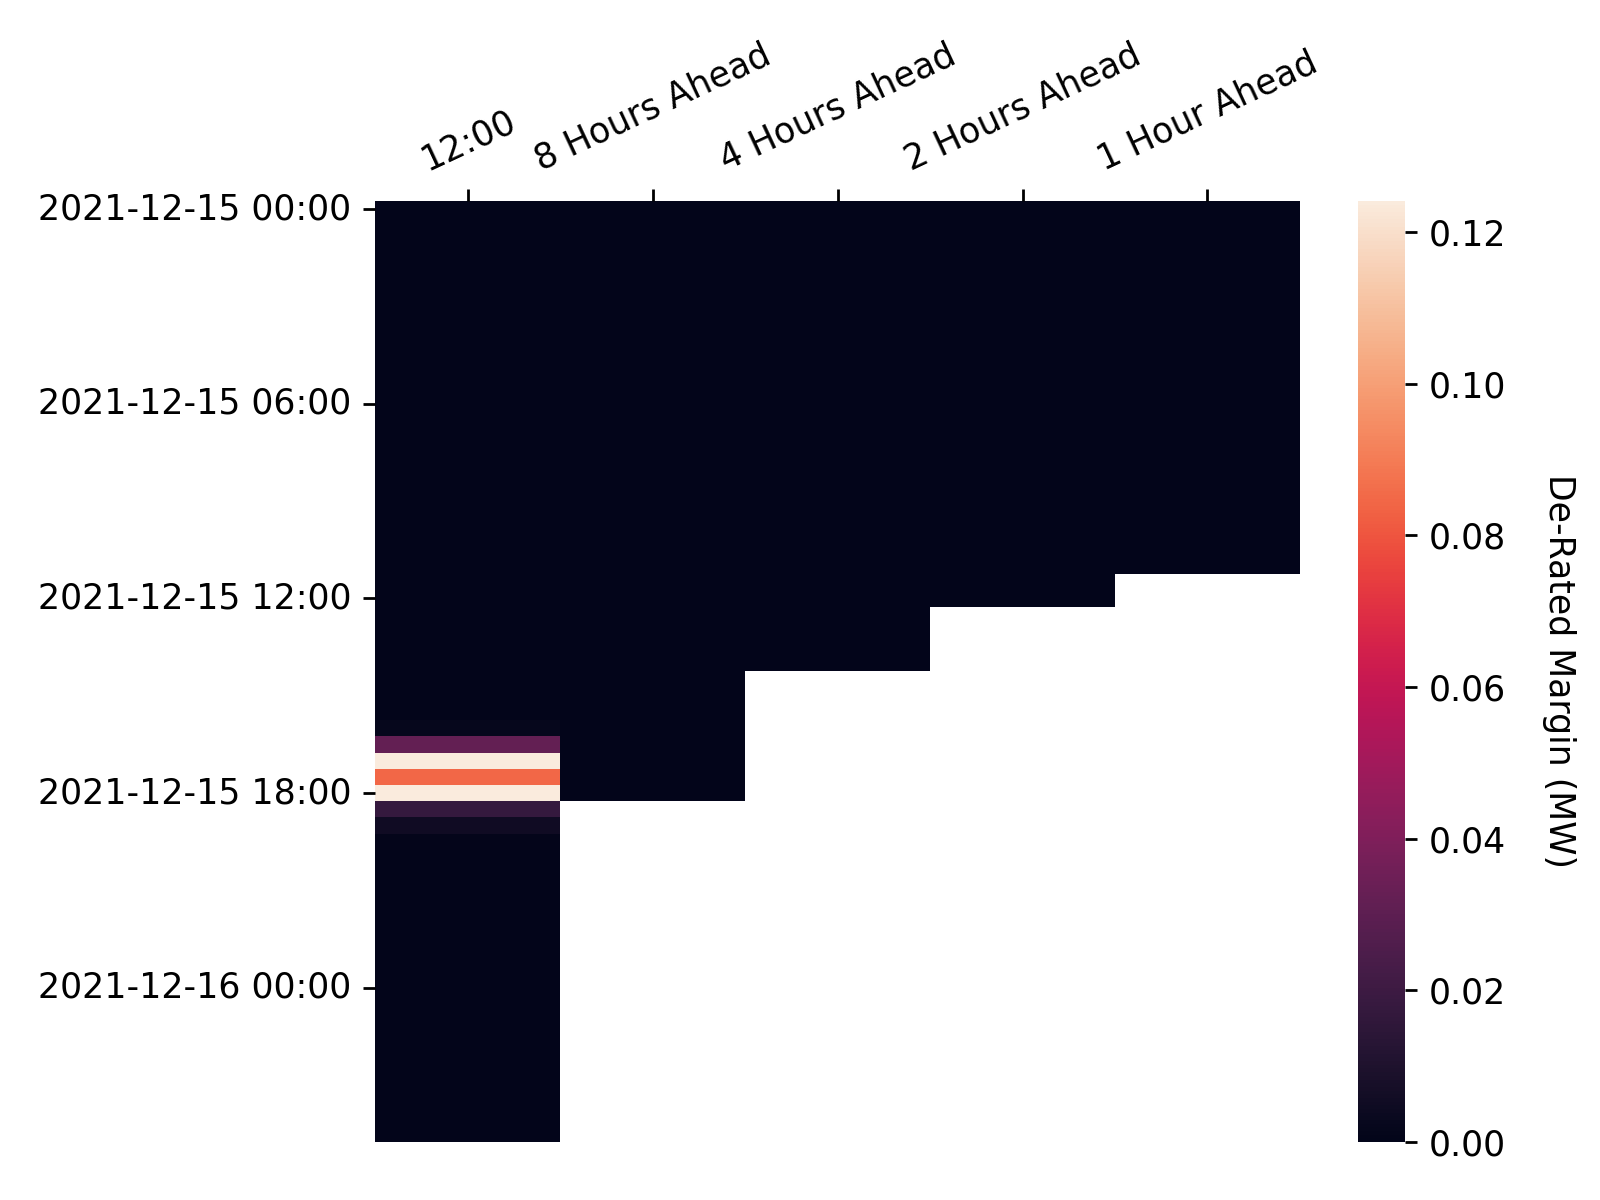 12:00
8 Hours Ahead
4 Hours Ahead
2 Hours Ahead
1 Hour Ahead
2021-12-15 00:00
2021-12-15 06:00
2021-12-15 12:00
2021-12-15 18:00
2021-12-16 00:00
0.12
0.10
0.08
0.06
0.04
0.02
0.00
De-Rated Margin (MW)